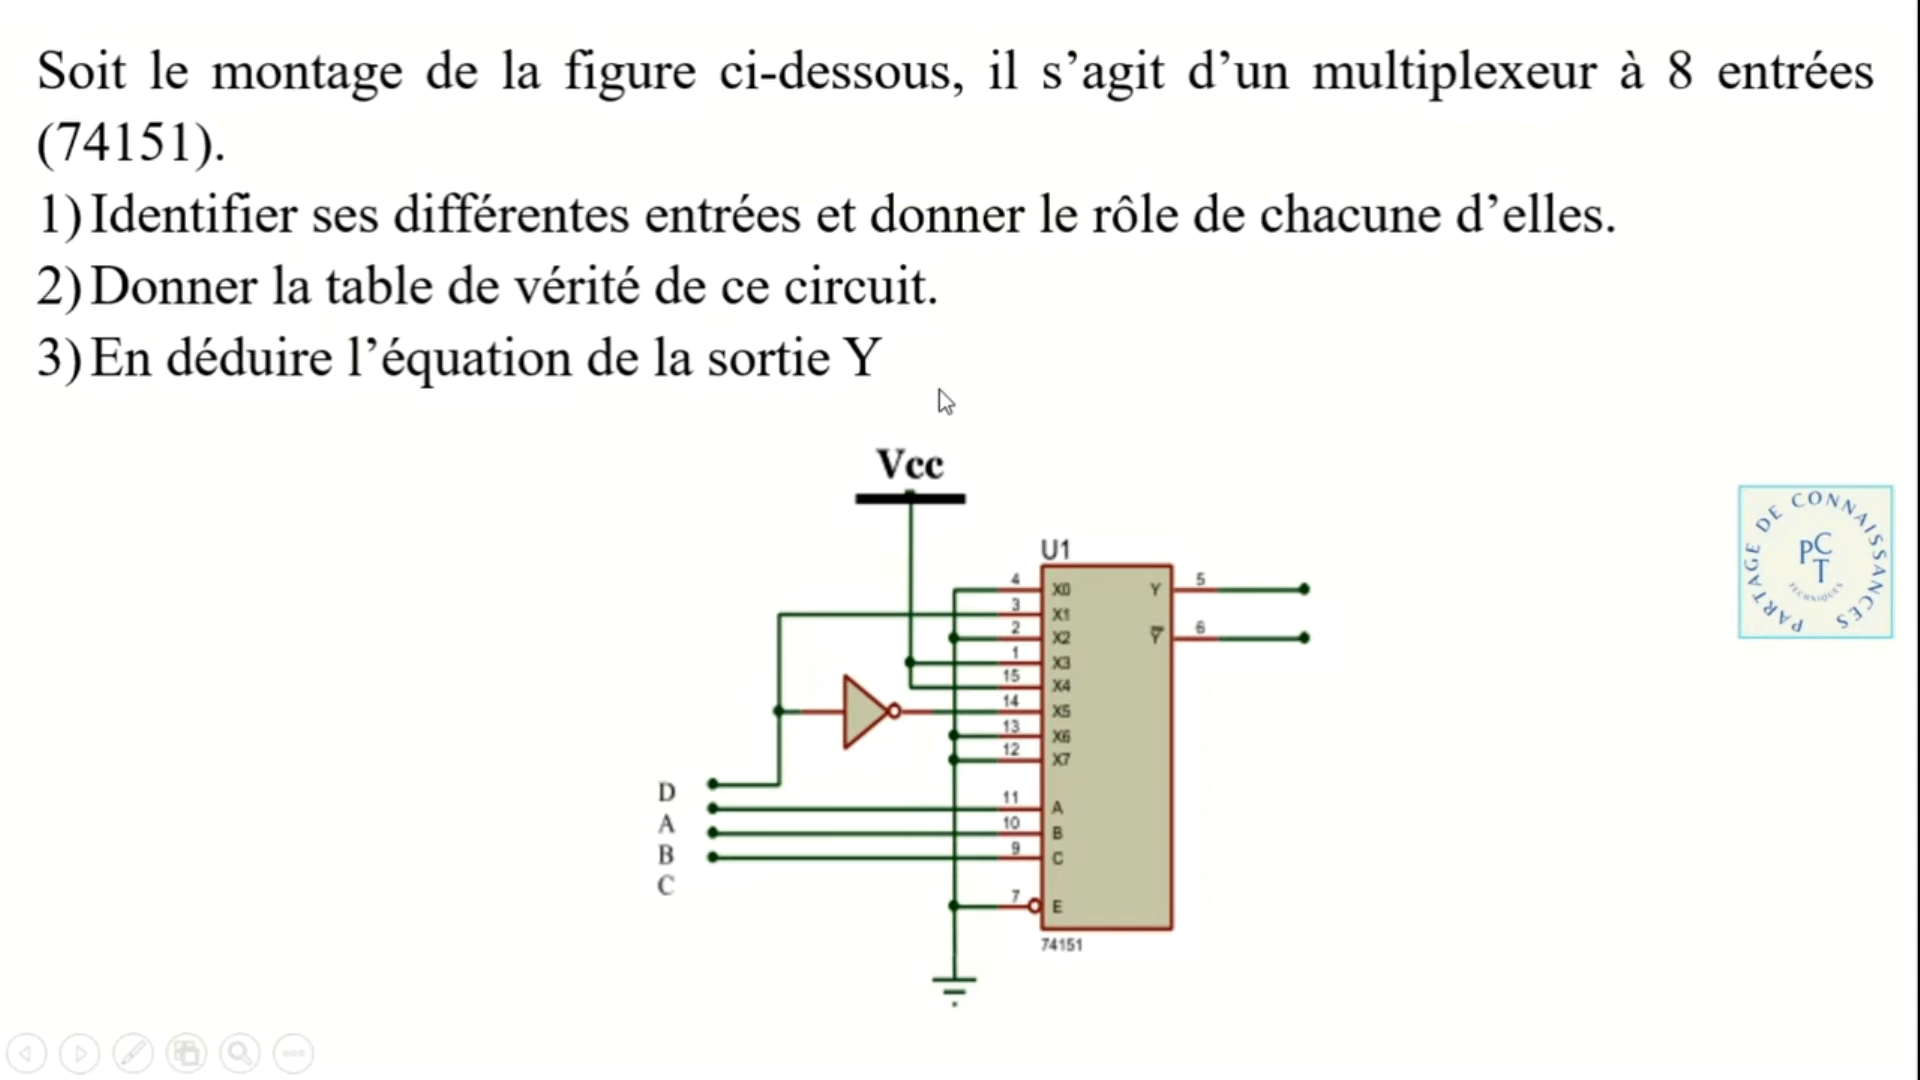 Soit le montage de la figure ci-dessous, il s’agit d’un multiplexeur à 8 entrées
(74151).
1) Identifier ses différentes entrées et donner le rôle de chacune d’elles.
2) Donner la table de vérité de ce circuit.
3) En déduire l’équation de la sortie Y
Vcc
U1
4 X0 Y 5
3 X1
2 X2 Y̅ 6
1 X3
15 X4
14 X5
13 X6
12 X7
D
11 A
A
10 B
B
9 C
C
7 E
74151
PARTAGE DE CONNAISSANCES
PCT
TECHNIQUES